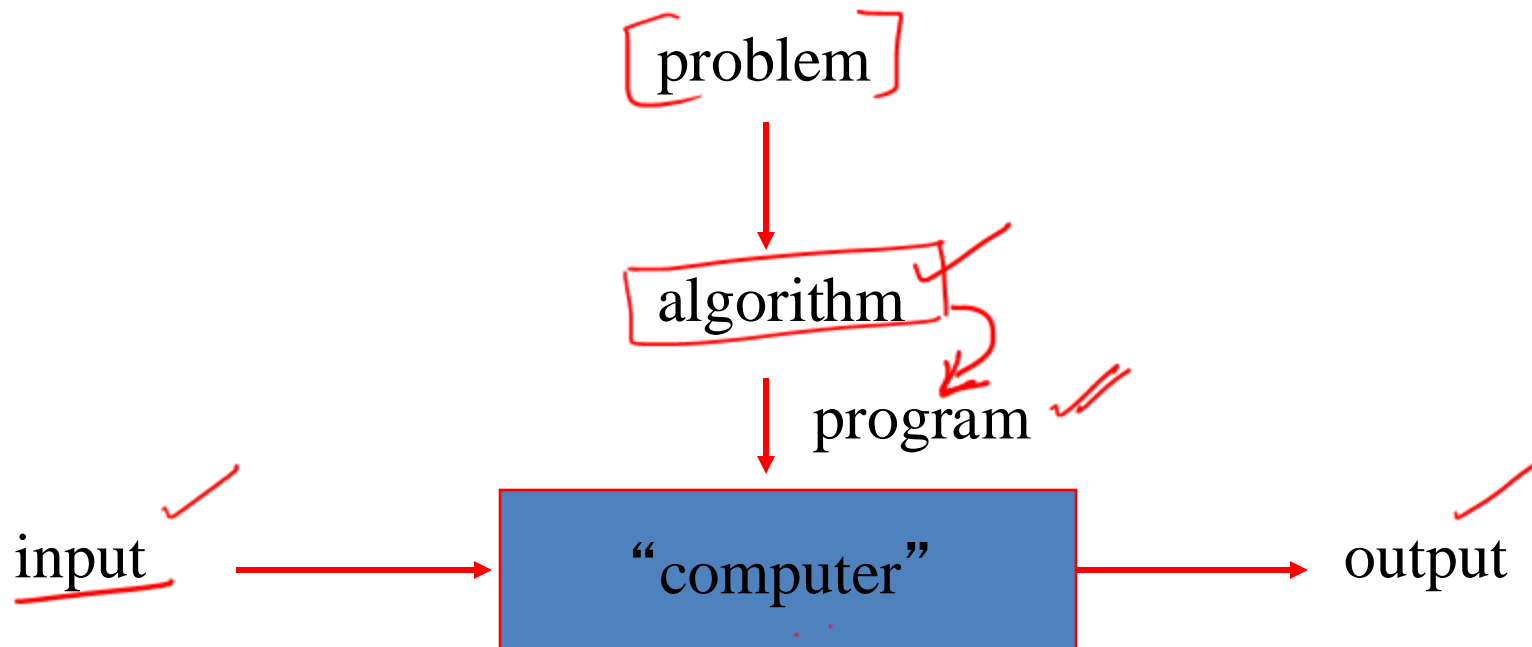 problem
algorithm
program
input
“computer”
output